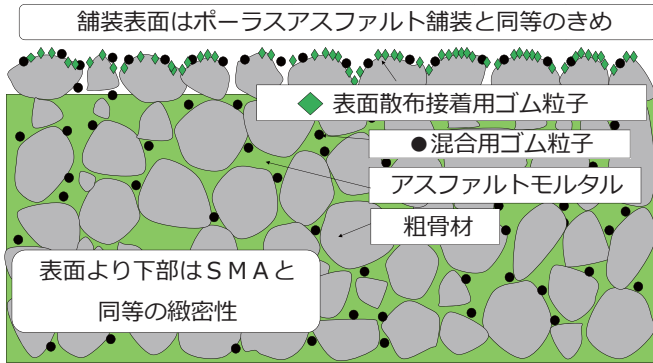 舗装表面はポーラスアスファルト舗装と同等のきめ
◆表面散布接着用ゴム粒子
●混合用ゴム粒子
アスファルトモルタル
粗骨材
表面より下部はＳＭＡと
同等の緻密性